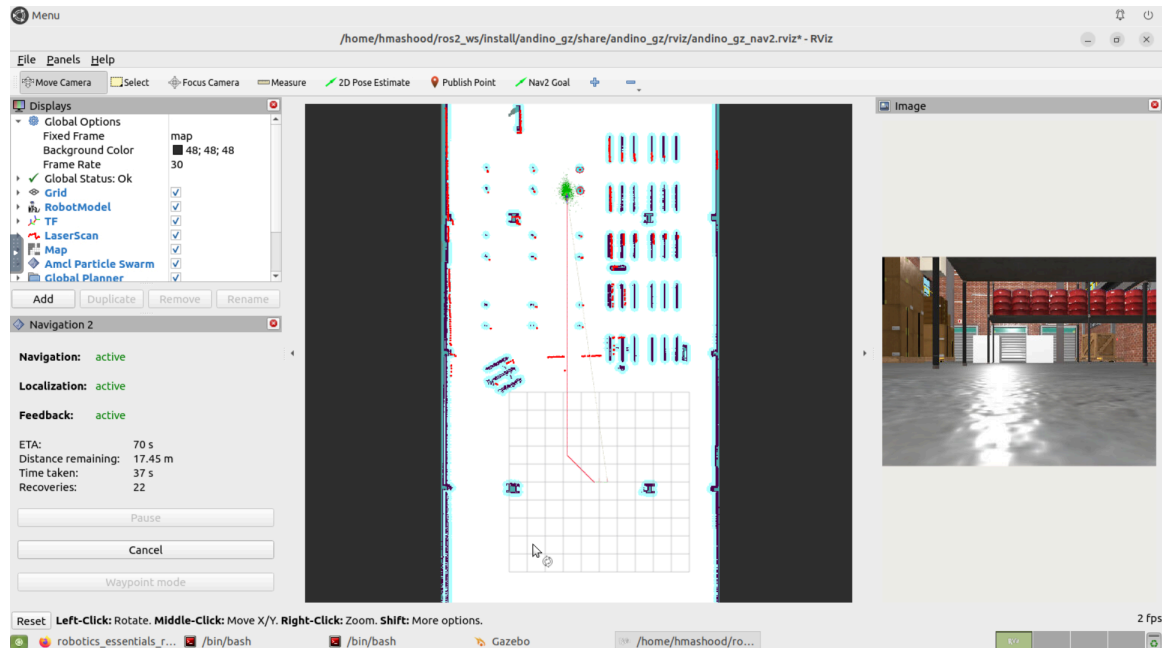 Menu
/home/hmashood/ros2_ws/install/andino_gz/share/andino_gz/rviz/andino_gz_nav2.rviz* - RViz
File Panels Help
Move Camera Select Focus Camera Measure 2D Pose Estimate Publish Point Nav2 Goal
Displays
Global Options
Fixed Frame map
Background Color 48; 48; 48
Frame Rate 30
Global Status: Ok
Grid
RobotModel
TF
LaserScan
Map
Amcl Particle Swarm
Global Planner
Add Duplicate Remove Rename
Navigation 2
Navigation: active
Localization: active
Feedback: active
ETA: 70 s
Distance remaining: 17.45 m
Time taken: 37 s
Recoveries: 22
Pause
Cancel
Waypoint mode
Image
Reset Left-Click: Rotate. Middle-Click: Move X/Y. Right-Click: Zoom. Shift: More options. 2 fps
robotics_essentials_r... /bin/bash /bin/bash Gazebo /home/hmashood/ro...